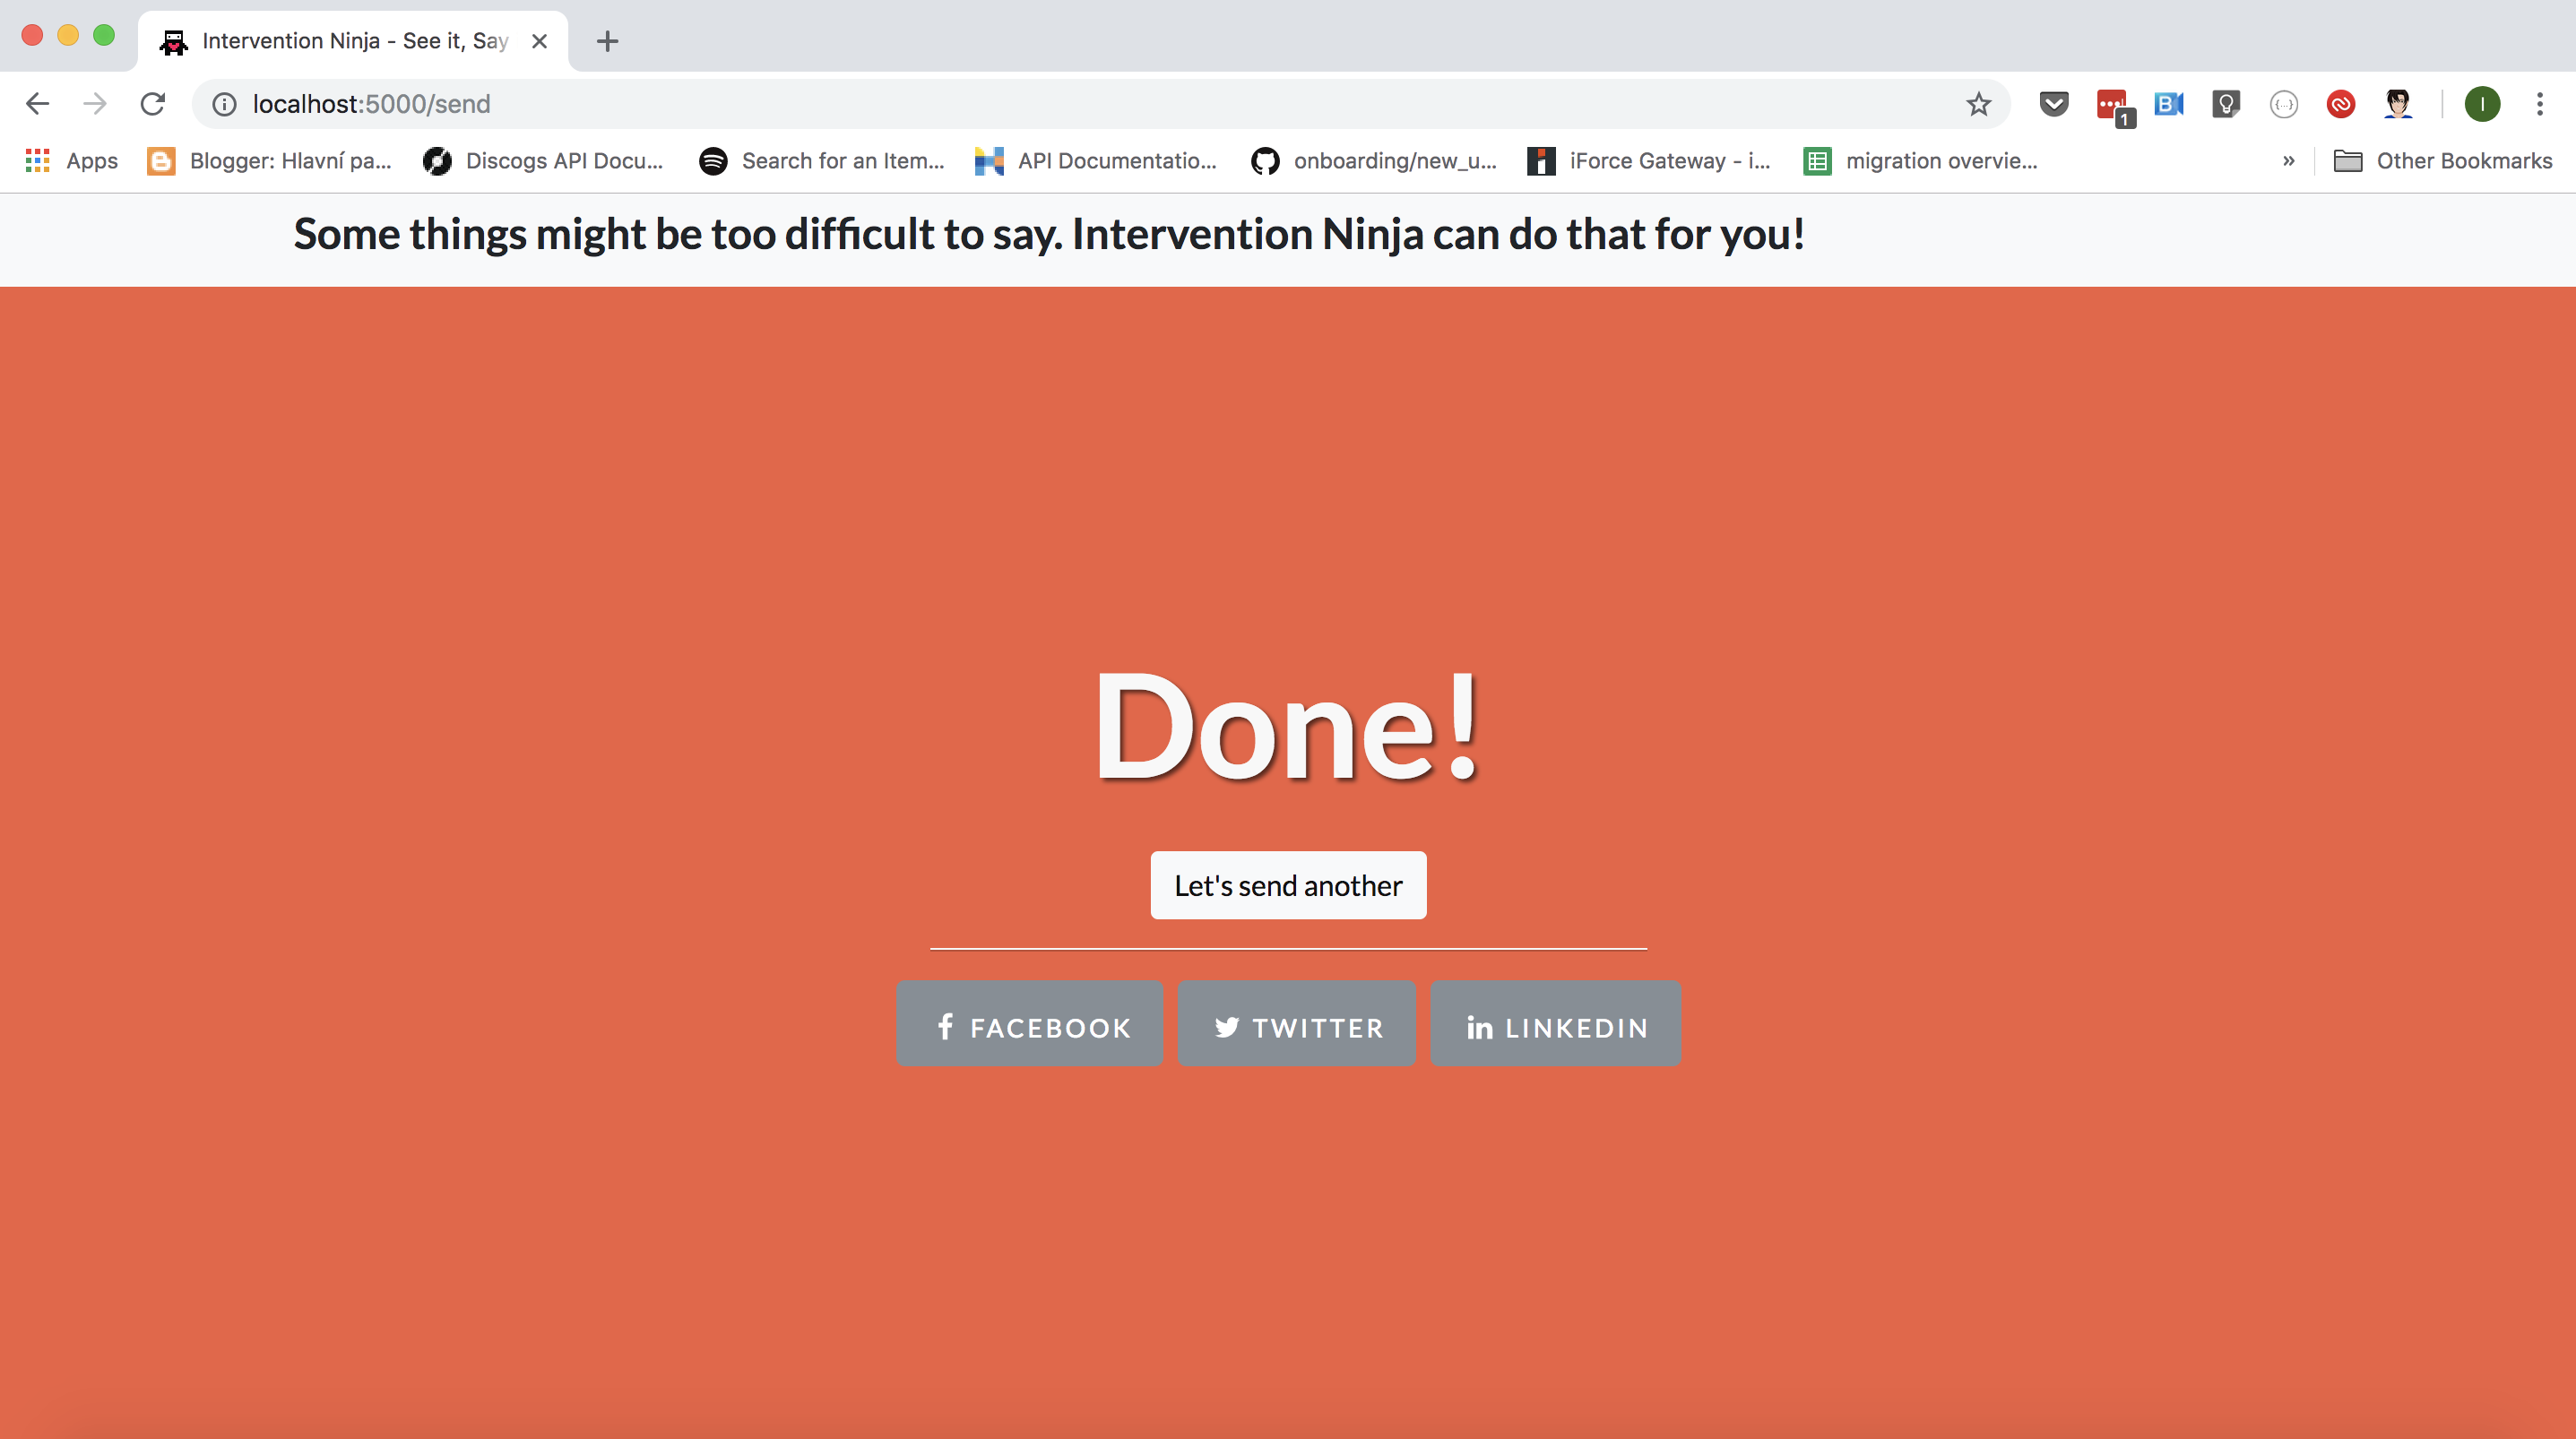 Intervention Ninja - See it, Say
localhost:5000/send
1
I
Apps
Blogger: Hlavní pa...
Discogs API Docu...
Search for an Item...
API Documentatio...
onboarding/new_u...
iForce Gateway - i...
migration overvie...
»
Other Bookmarks
Some things might be too difficult to say. Intervention Ninja can do that for you!
Done!
Let's send another
FACEBOOK
TWITTER
LINKEDIN